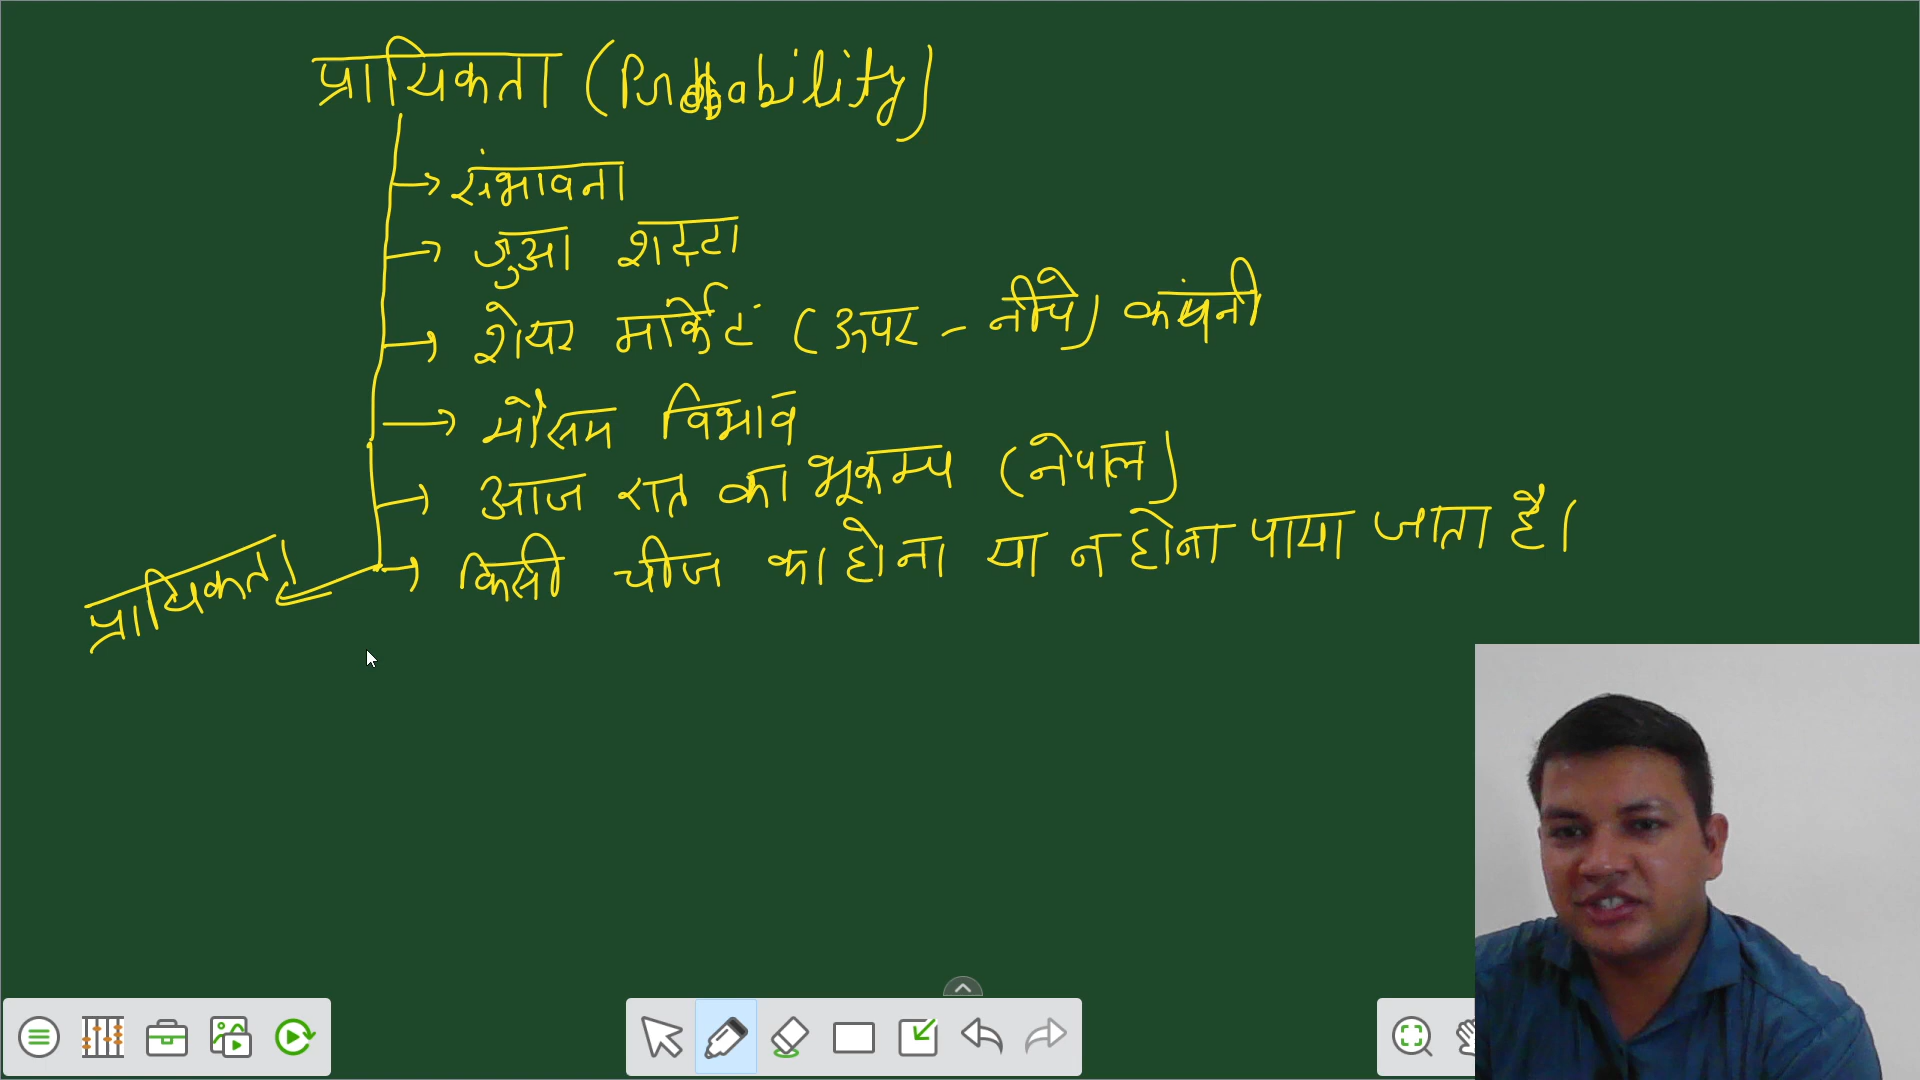 प्रायिकता (Probability)
संभावना
जुआ शट्टा
शेयर मार्केट (ऊपर - नीचे) कंपनी
मौसम विभाव
आज रात का भूकम्प (नेपाल)
किसी चीज का होना या न होना पाया जाता है।
प्रायिकता